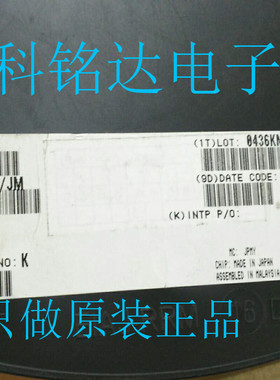 科铭达电子
(1T)LOT: 0436KM
/JM
(9D)DATE CODE:
(K)INTP P/O:
NO: K
MC: JPMY
CHIP: MADE IN JAPAN
ASSEMBLED IN MALAYSIA
只做原装正品